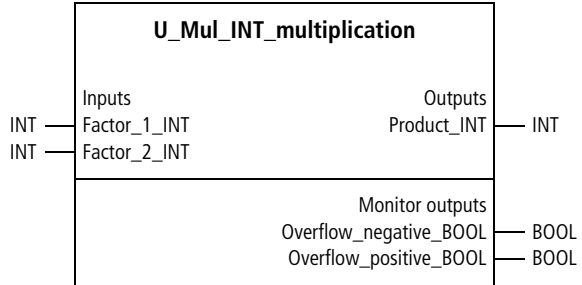 U_Mul_INT_multiplication
Inputs Outputs
INT Factor_1_INT Product_INT INT
INT Factor_2_INT
Monitor outputs
Overflow_negative_BOOL BOOL
Overflow_positive_BOOL BOOL